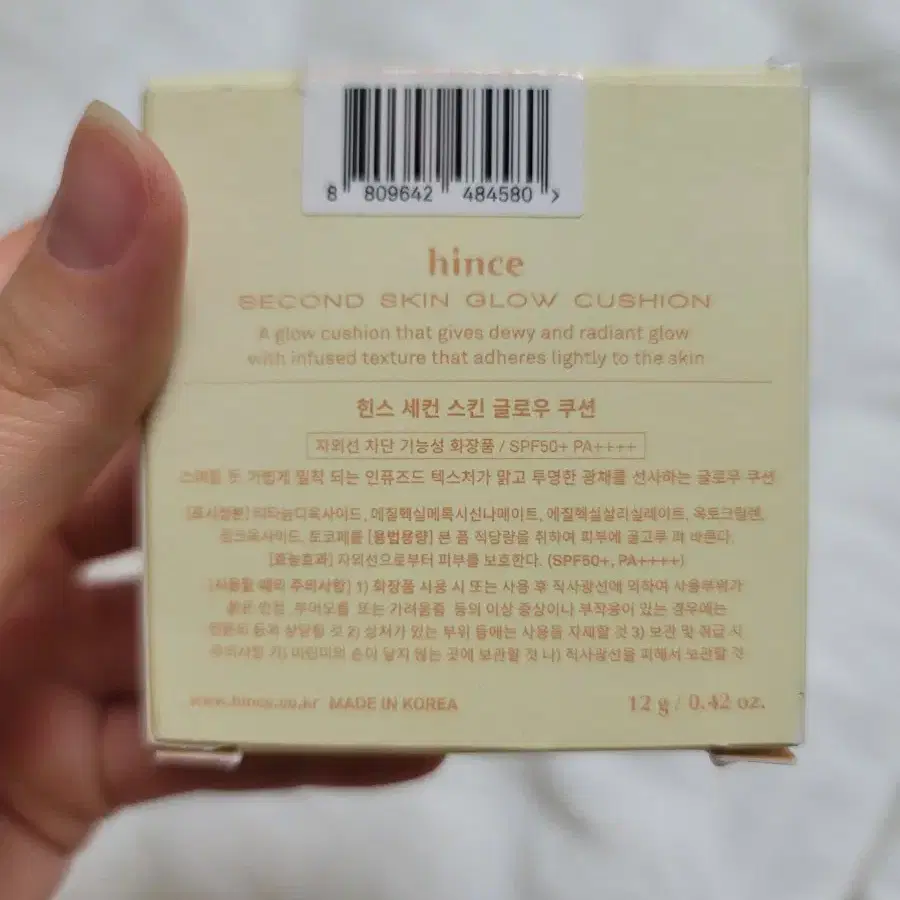 8 809642 484580 >
hince
SECOND SKIN GLOW CUSHION
A glow cushion that gives dewy and radiant glow
with infused texture that adheres lightly to the skin
힌스 세컨 스킨 글로우 쿠션
자외선 차단 기능성 화장품 / SPF50+ PA++++
스며들 듯 가볍게 밀착 되는 인퓨즈드 텍스처가 맑고 투명한 광채를 선사하는 글로우 쿠션
[표시성분] 티타늄디옥사이드, 에칠헥실메톡시신나메이트, 에칠헥실살리실레이트, 옥토크릴렌,
징크옥사이드, 토코페롤 [용법용량] 본 품 적당량을 취하여 피부에 골고루 펴 바른다.
[효능효과] 자외선으로부터 피부를 보호한다. (SPF50+, PA++++)
[사용할 때의 주의사항] 1) 화장품 사용 시 또는 사용 후 직사광선에 의하여 사용부위가
붉은 반점, 부어오름 또는 가려움증 등의 이상 증상이나 부작용이 있는 경우에는
전문의 등과 상담할 것 2) 상처가 있는 부위 등에는 사용을 자제할 것 3) 보관 및 취급 시
주의사항 가) 어린이의 손이 닿지 않는 곳에 보관할 것 나) 직사광선을 피해서 보관할 것
www.hince.co.kr MADE IN KOREA
12 g / 0.42 oz.